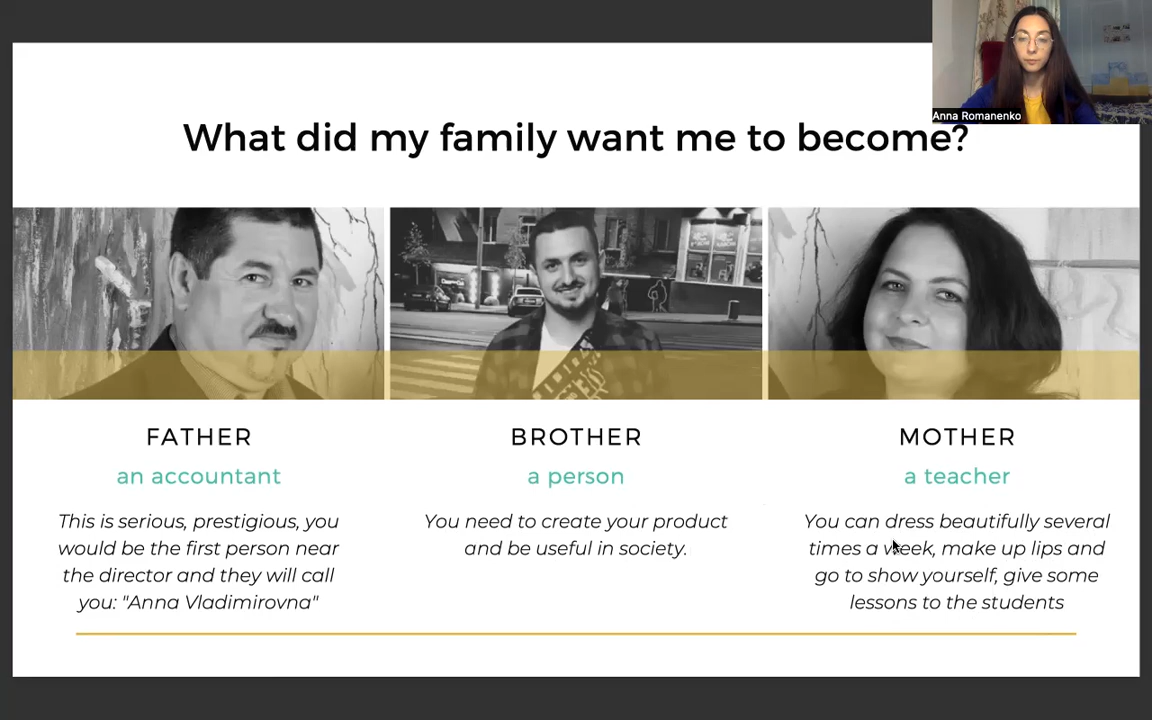 Anna Romanenko
What did my family want me to become?
FATHER
an accountant
This is serious, prestigious, you
would be the first person near
the director and they will call
you: "Anna Vladimirovna"
BROTHER
a person
You need to create your product
and be useful in society.
MOTHER
a teacher
You can dress beautifully several
times a week, make up lips and
go to show yourself, give some
lessons to the students